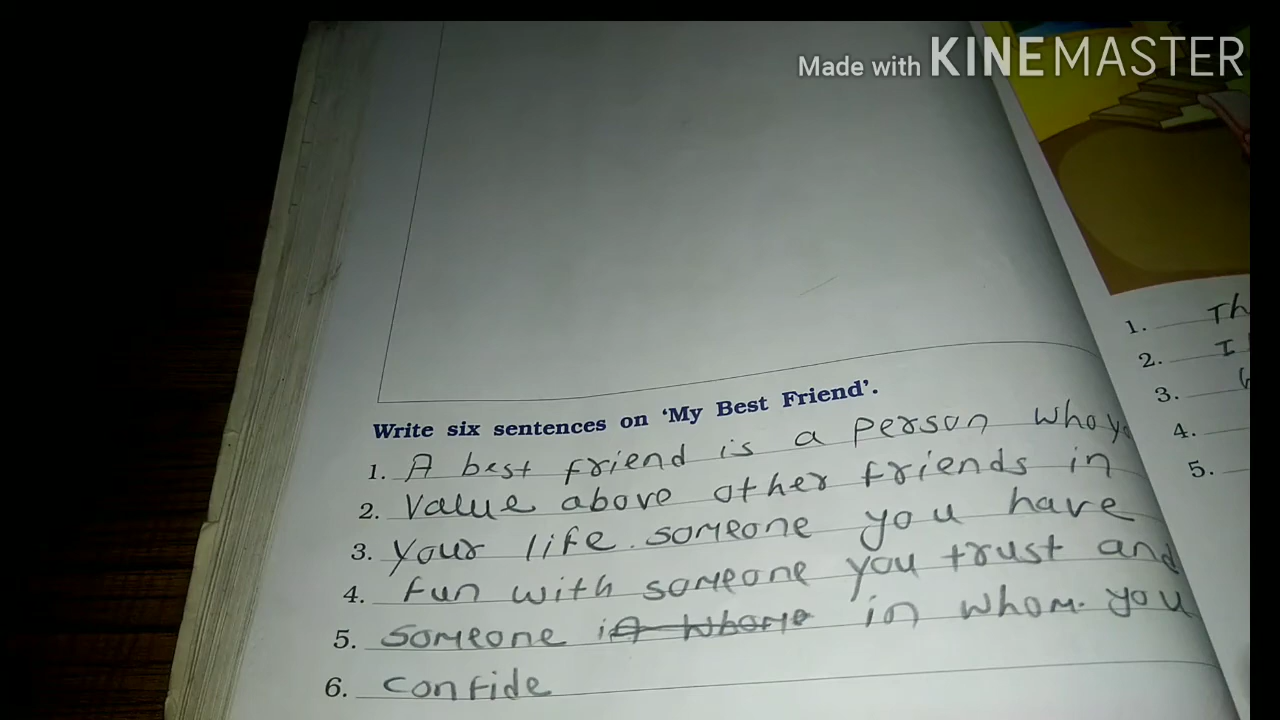 Made with KINEMASTER
Write six sentences on ‘My Best Friend’.
1. A best friend is a person who
2. Value above other friends in
3. your life. someone you have
4. fun with someone you trust and
5. someone in whom in whom you
6. confide
1. Th
2. I
3.
4.
5.